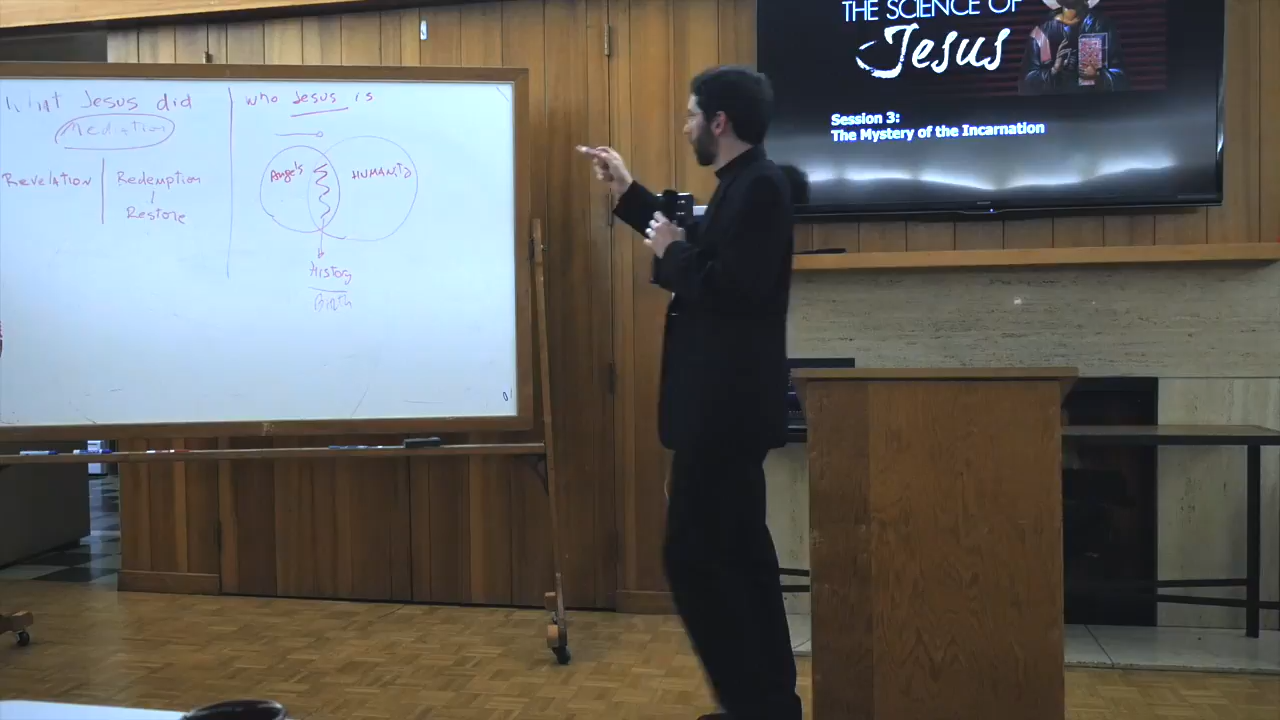 What Jesus did
Mediation
Revelation
Redemption
Restore
who Jesus is
Angels
HUMANITY
History
Birth
THE SCIENCE OF
Jesus
Session 3:
The Mystery of the Incarnation